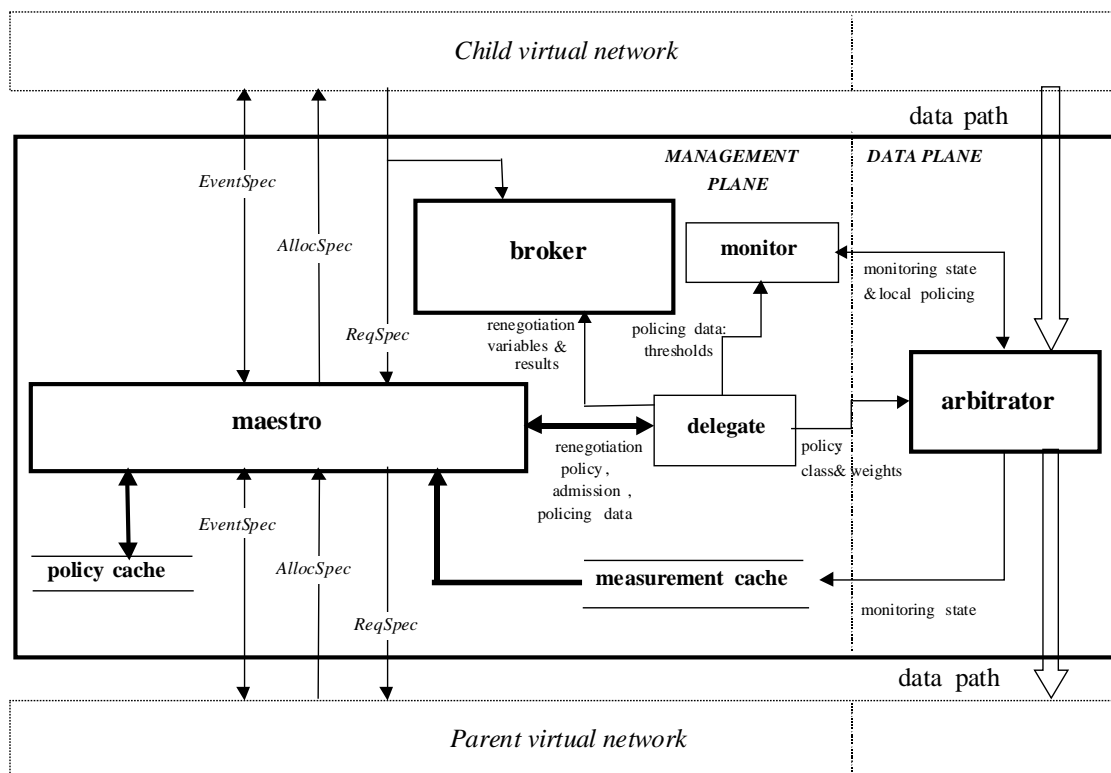 Child virtual network
data path
MANAGEMENT
PLANE
DATA PLANE
EventSpec
AllocSpec
ReqSpec
broker
monitor
monitoring state
& local policing
renegotiation
variables &
results
policing data:
thresholds
maestro
delegate
arbitrator
renegotiation
policy,
admission ,
policing data
policy
class& weights
EventSpec
AllocSpec
ReqSpec
policy cache
measurement cache
monitoring state
data path
Parent virtual network